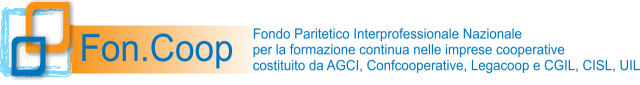 Fon.Coop
Fondo Paritetico Interprofessionale Nazionale
per la formazione continua nelle imprese cooperative
costituito da AGCI, Confcooperative, Legacoop e CGIL, CISL, UIL